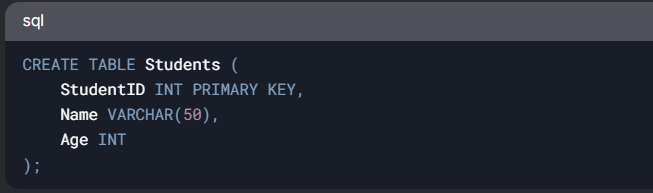 sql
CREATE TABLE Students (
    StudentID INT PRIMARY KEY,
    Name VARCHAR(50),
    Age INT
);